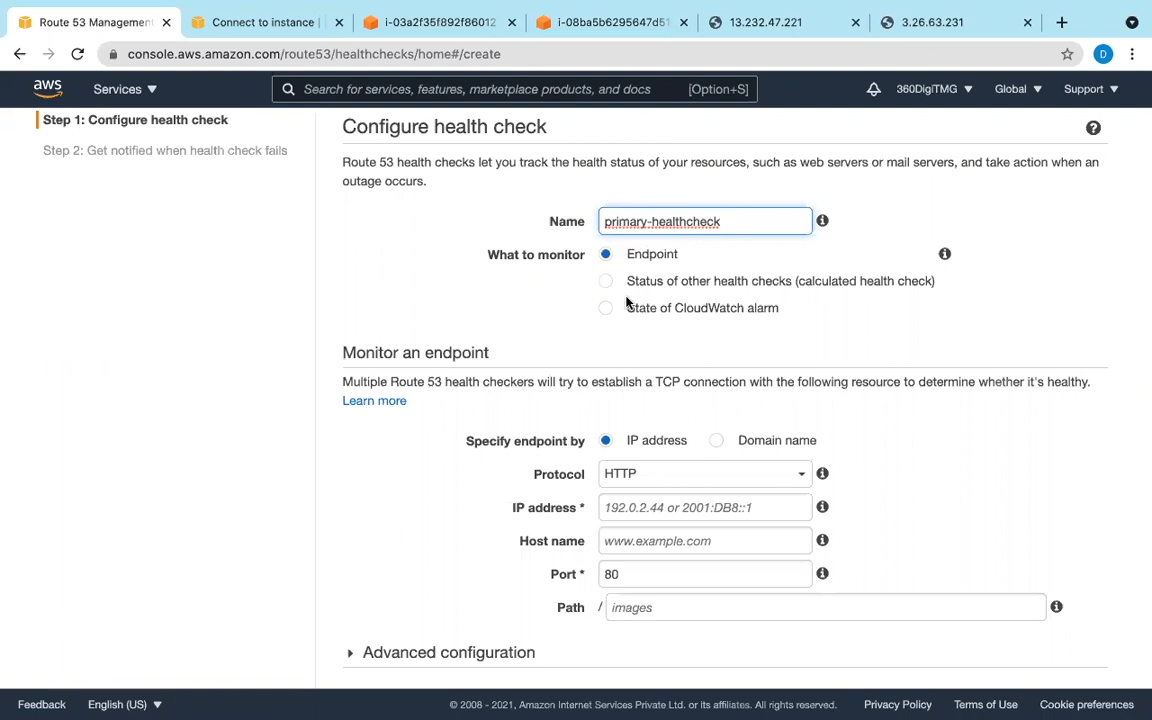 Route 53 Management
Connect to instance |
i-03a2f35f892f86012
i-08ba5b6295647d51
13.232.47.221
3.26.63.231
console.aws.amazon.com/route53/healthchecks/home#/create
D
aws
Services
Search for services, features, marketplace products, and docs
[Option+S]
360DigiTMG
Global
Support
Step 1: Configure health check
Step 2: Get notified when health check fails
Configure health check
Route 53 health checks let you track the health status of your resources, such as web servers or mail servers, and take action when an
outage occurs.
Name primary-healthcheck
What to monitor Endpoint
Status of other health checks (calculated health check)
State of CloudWatch alarm
Monitor an endpoint
Multiple Route 53 health checkers will try to establish a TCP connection with the following resource to determine whether it's healthy.
Learn more
Specify endpoint by IP address Domain name
Protocol HTTP
IP address * 192.0.2.44 or 2001:DB8::1
Host name www.example.com
Port * 80
Path / images
Advanced configuration
Feedback
English (US)
© 2008 - 2021, Amazon Internet Services Private Ltd. or its affiliates. All rights reserved.
Privacy Policy
Terms of Use
Cookie preferences